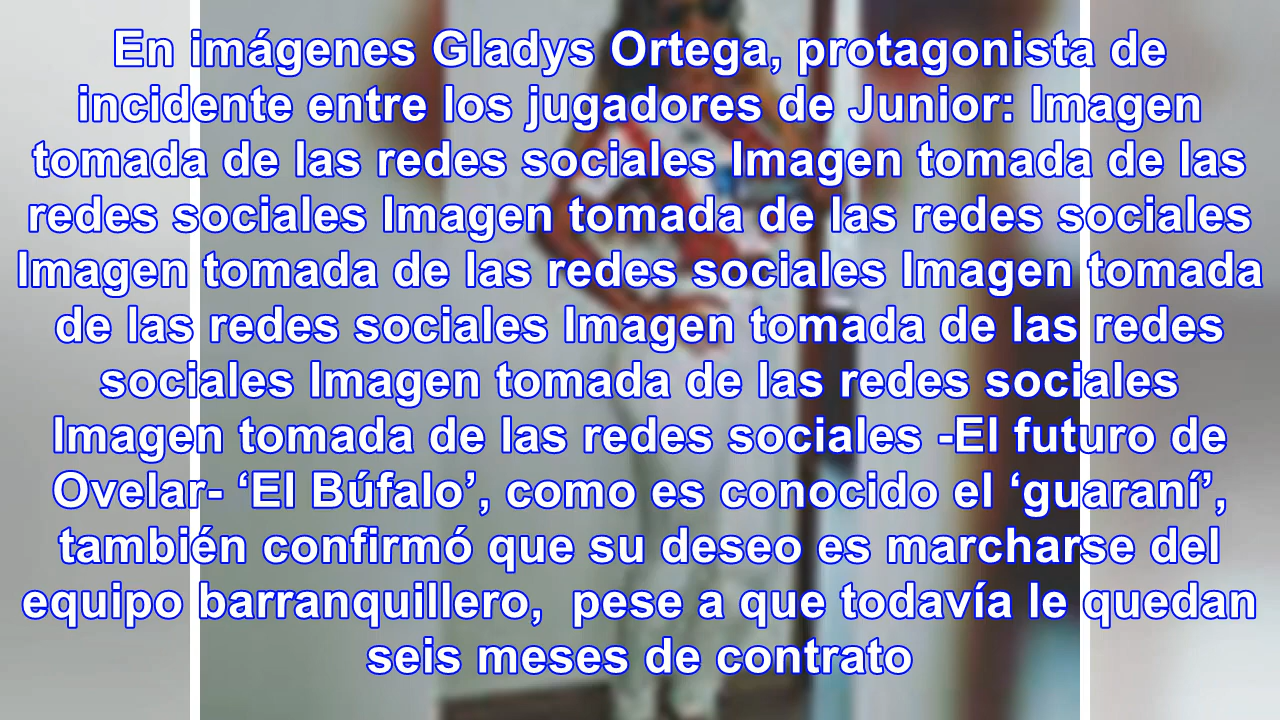 En imágenes Gladys Ortega, protagonista de
incidente entre los jugadores de Junior: Imagen
tomada de las redes sociales Imagen tomada de las
redes sociales Imagen tomada de las redes sociales
Imagen tomada de las redes sociales Imagen tomada
de las redes sociales Imagen tomada de las redes
sociales Imagen tomada de las redes sociales
Imagen tomada de las redes sociales -El futuro de
Ovelar- ‘El Búfalo’, como es conocido el ‘guaraní’,
también confirmó que su deseo es marcharse del
equipo barranquillero,  pese a que todavía le quedan
seis meses de contrato